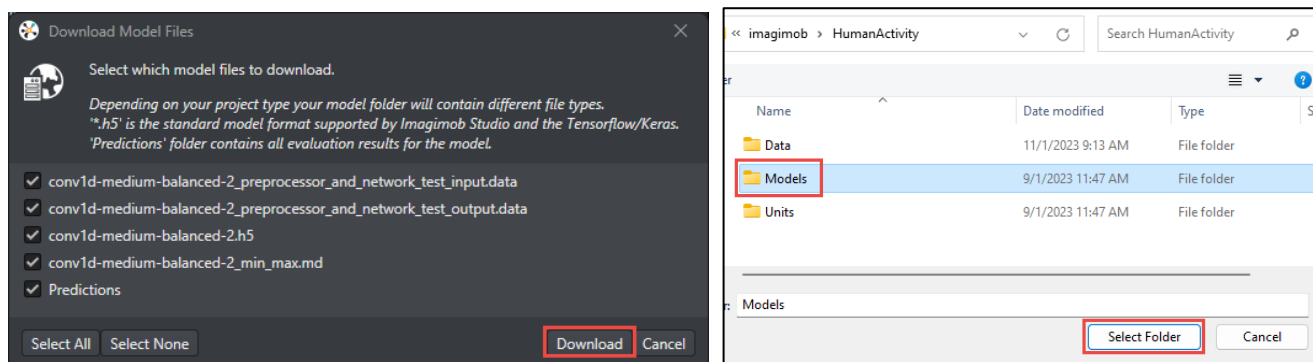 Download Model Files
Select which model files to download.
Depending on your project type your model folder will contain different file types.
'*.h5' is the standard model format supported by Imagimob Studio and the Tensorflow/Keras.
'Predictions' folder contains all evaluation results for the model.
conv1d-medium-balanced-2_preprocessor_and_network_test_input.data
conv1d-medium-balanced-2_preprocessor_and_network_test_output.data
conv1d-medium-balanced-2.h5
conv1d-medium-balanced-2_min_max.md
Predictions
Select All Select None Download Cancel
« imagimob › HumanActivity Search HumanActivity
er
Name Date modified Type S
Data 11/1/2023 9:13 AM File folder
Models 9/1/2023 11:47 AM File folder
Units 9/1/2023 11:47 AM File folder
r: Models
Select Folder Cancel